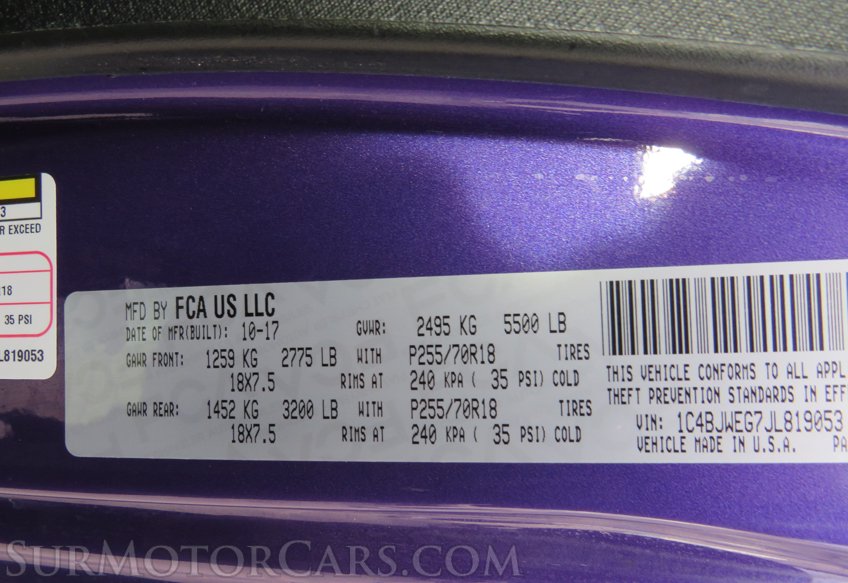 3
R EXCEED
18
35 PSI
L819053
MFD BY FCA US LLC
DATE OF MFR(BUILT): 10-17 GVWR: 2495 KG 5500 LB
GAWR FRONT: 1259 KG 2775 LB WITH P255/70R18 TIRES
18X7.5 RIMS AT 240 KPA ( 35 PSI) COLD
GAWR REAR: 1452 KG 3200 LB WITH P255/70R18 TIRES
18X7.5 RIMS AT 240 KPA ( 35 PSI) COLD
THIS VEHICLE CONFORMS TO ALL APPL
THEFT PREVENTION STANDARDS IN EFF
VIN: 1C4BJWEG7JL819053
VEHICLE MADE IN U.S.A. PA
SURMOTORCARS.COM